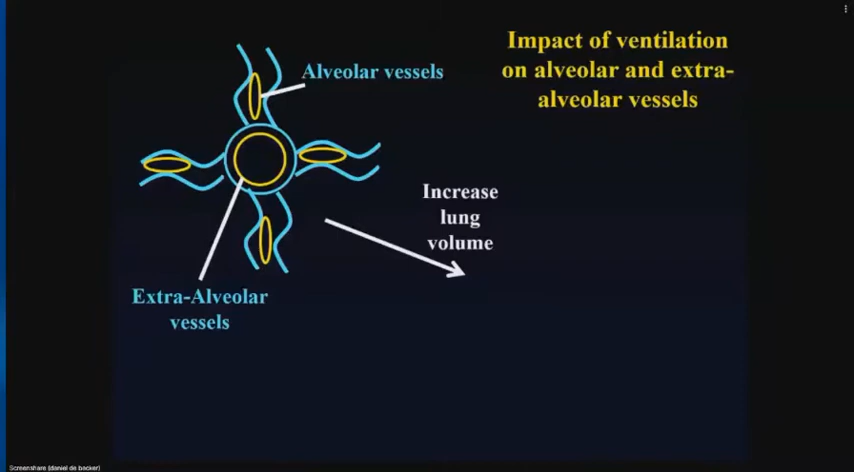 Impact of ventilation
on alveolar and extra-
alveolar vessels
Alveolar vessels
Increase
lung
volume
Extra-Alveolar
vessels
Screenshare (daniel de backer)